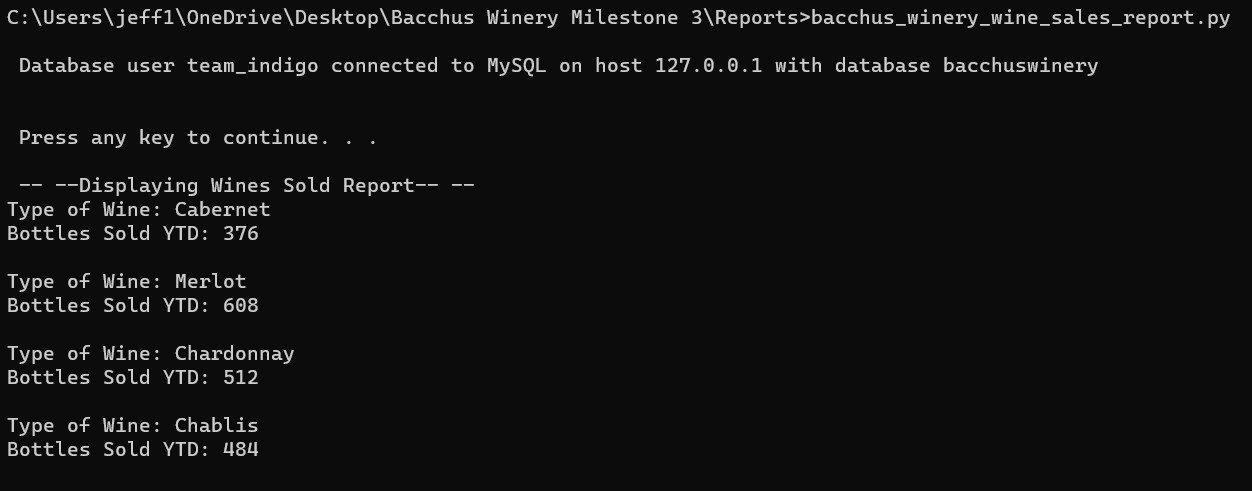 C:\Users\jeff1\OneDrive\Desktop\Bacchus Winery Milestone 3\Reports>bacchus_winery_wine_sales_report.py
Database user team_indigo connected to MySQL on host 127.0.0.1 with database bacchuswinery
Press any key to continue. . .
-- --Displaying Wines Sold Report-- --
Type of Wine: Cabernet
Bottles Sold YTD: 376
Type of Wine: Merlot
Bottles Sold YTD: 608
Type of Wine: Chardonnay
Bottles Sold YTD: 512
Type of Wine: Chablis
Bottles Sold YTD: 484